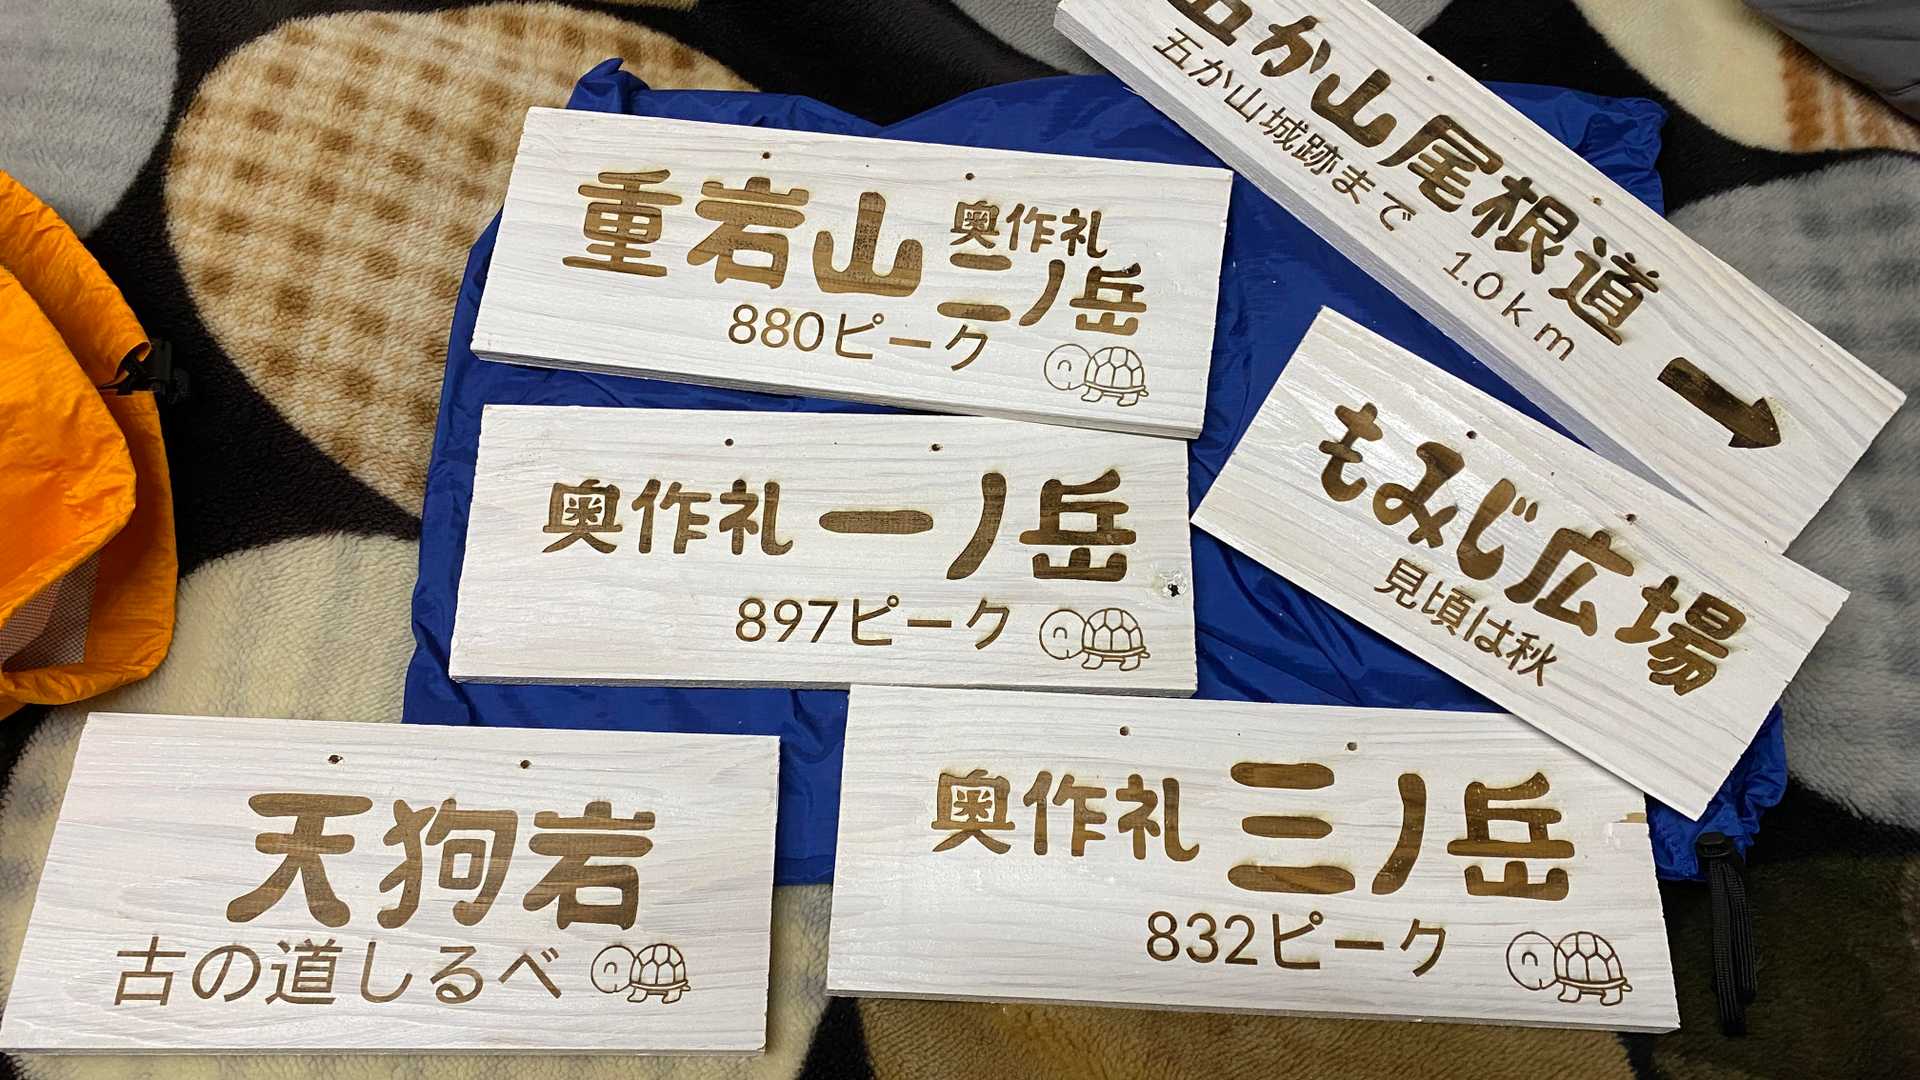 五か山尾根道
五か山城跡まで 1.0km
重岩山 奥作礼
二ノ岳
880ピーク
もみじ広場
見頃は秋
奥作礼 一ノ岳
897ピーク
奥作礼 三ノ岳
832ピーク
天狗岩
古の道しるべ